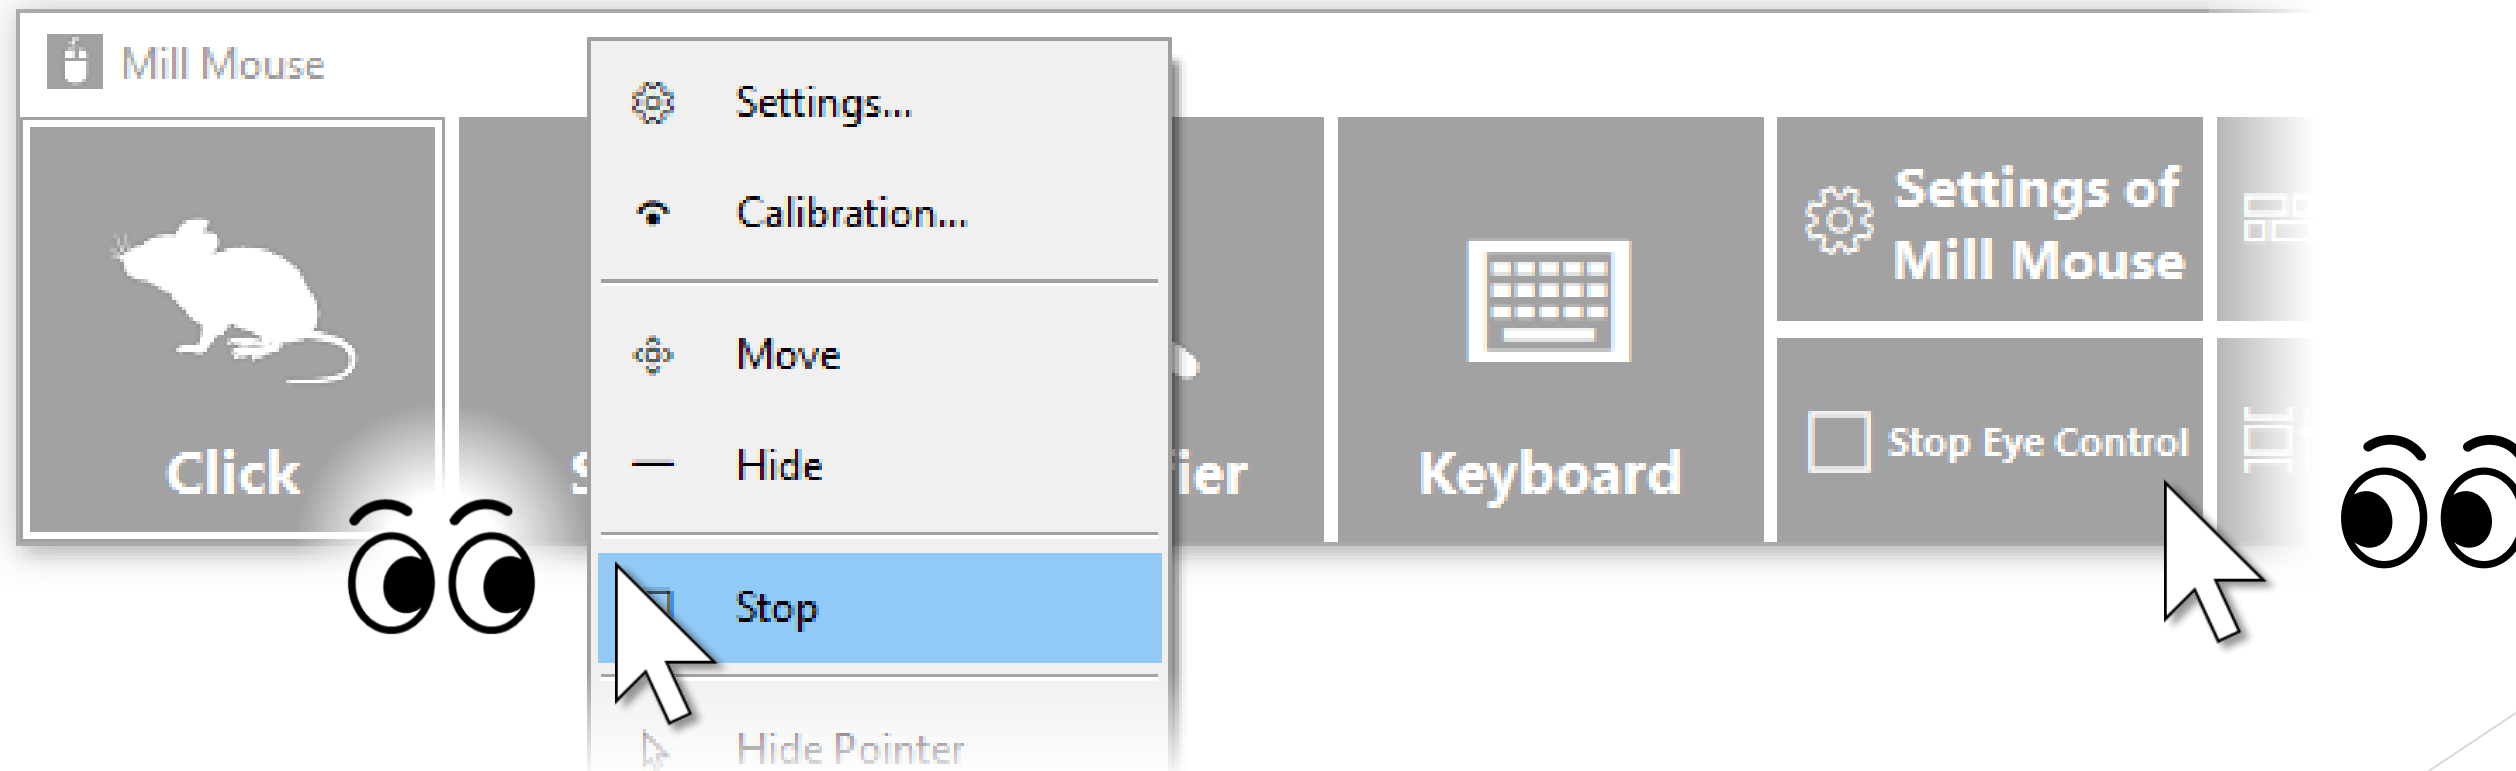 Mill Mouse
Settings...
Calibration...
Move
Hide
Stop
Hide Pointer
Click
Keyboard
Settings of
Mill Mouse
Stop Eye Control